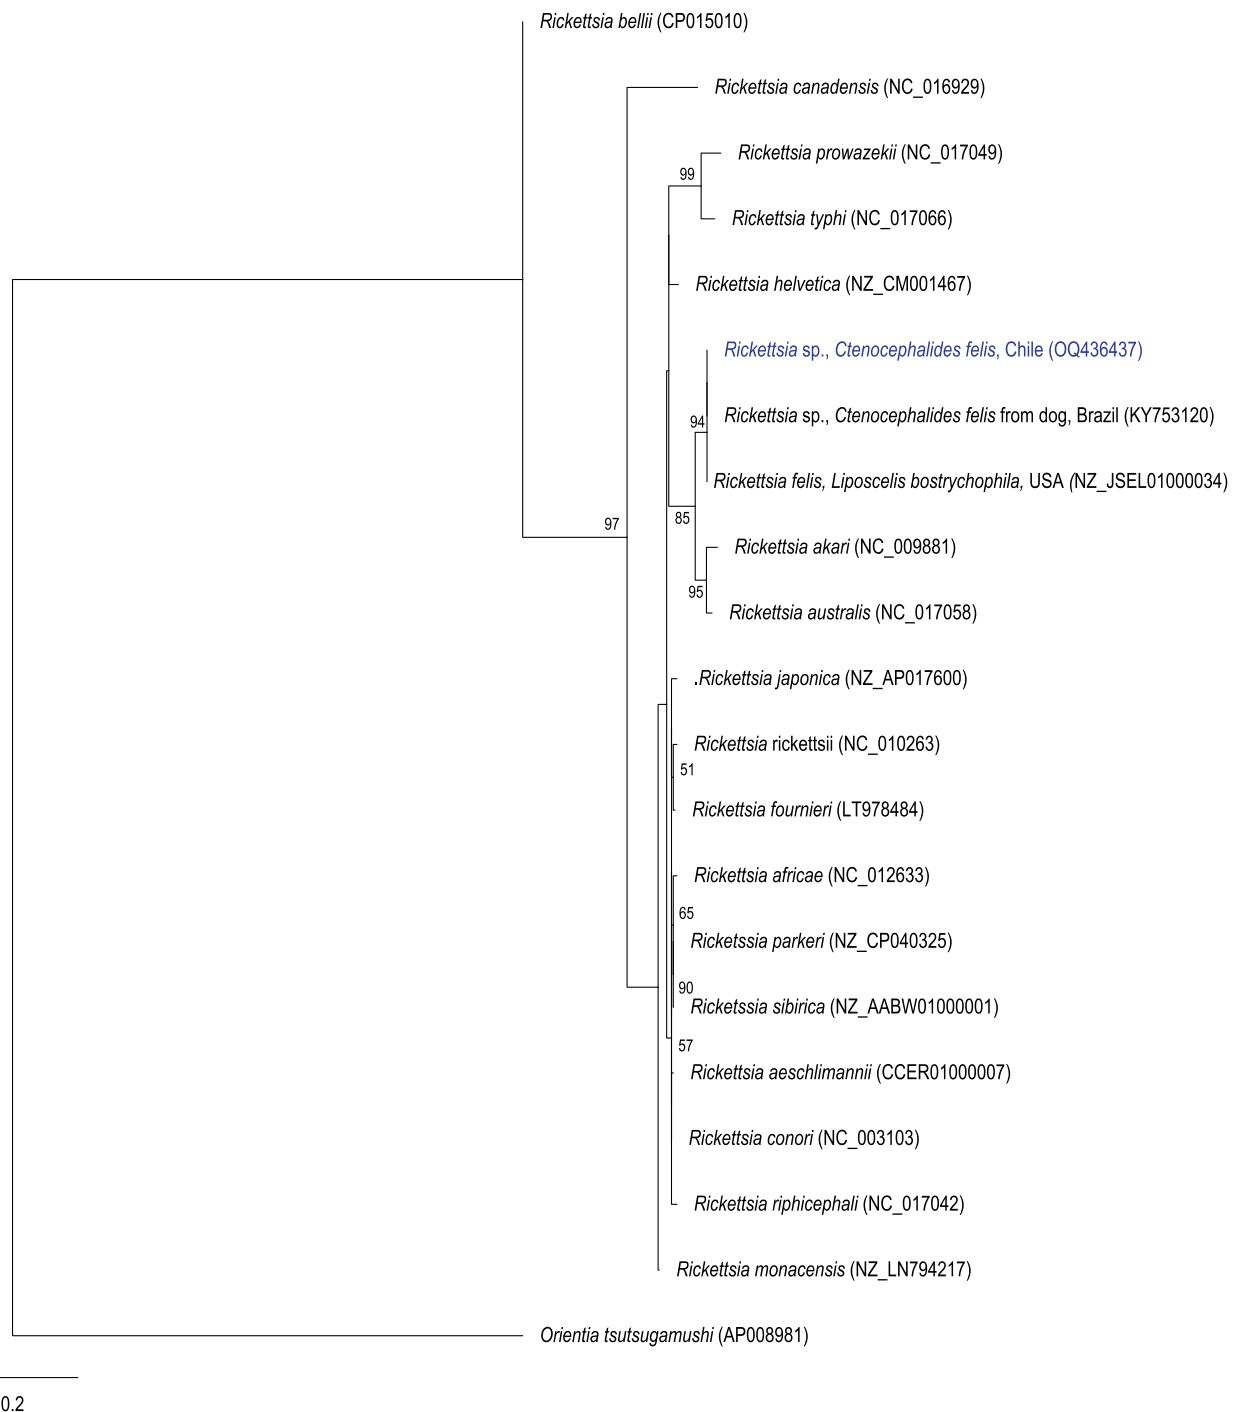 Rickettsia bellii (CP015010)
Rickettsia canadensis (NC_016929)
Rickettsia prowazekii (NC_017049)
99
Rickettsia typhi (NC_017066)
Rickettsia helvetica (NZ_CM001467)
Rickettsia sp., Ctenocephalides felis, Chile (OQ436437)
Rickettsia sp., Ctenocephalides felis from dog, Brazil (KY753120)
94
Rickettsia felis, Liposcelis bostrychophila, USA (NZ_JSEL01000034)
85
97
Rickettsia akari (NC_009881)
95
Rickettsia australis (NC_017058)
.Rickettsia japonica (NZ_AP017600)
Rickettsia rickettsii (NC_010263)
51
Rickettsia fournieri (LT978484)
Rickettsia africae (NC_012633)
65
Ricketssia parkeri (NZ_CP040325)
90
Ricketssia sibirica (NZ_AABW01000001)
57
Rickettsia aeschlimannii (CCER01000007)
Rickettsia conori (NC_003103)
Rickettsia riphicephali (NC_017042)
Rickettsia monacensis (NZ_LN794217)
Orientia tsutsugamushi (AP008981)
0.2